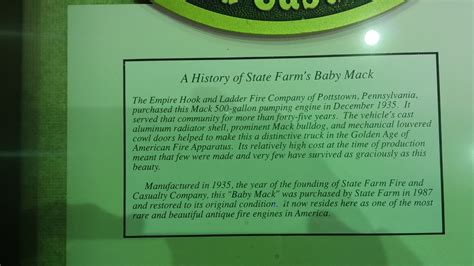 A History of State Farm's Baby Mack
The Empire Hook and Ladder Fire Company of Pottstown, Pennsylvania,
purchased this Mack 500-gallon pumping engine in December 1935. It
served that community for more than forty-five years. The vehicle's cast
aluminum radiator shell, prominent Mack bulldog, and mechanical louvered
cowl doors helped to make this a distinctive truck in the Golden Age of
American Fire Apparatus. Its relatively high cost at the time of production
meant that few were made and very few have survived as graciously as this
beauty.
Manufactured in 1935, the year of the founding of State Farm Fire and
Casualty Company, this "Baby Mack" was purchased by State Farm in 1987
and restored to its original condition. it now resides here as one of the most
rare and beautiful antique fire engines in America.